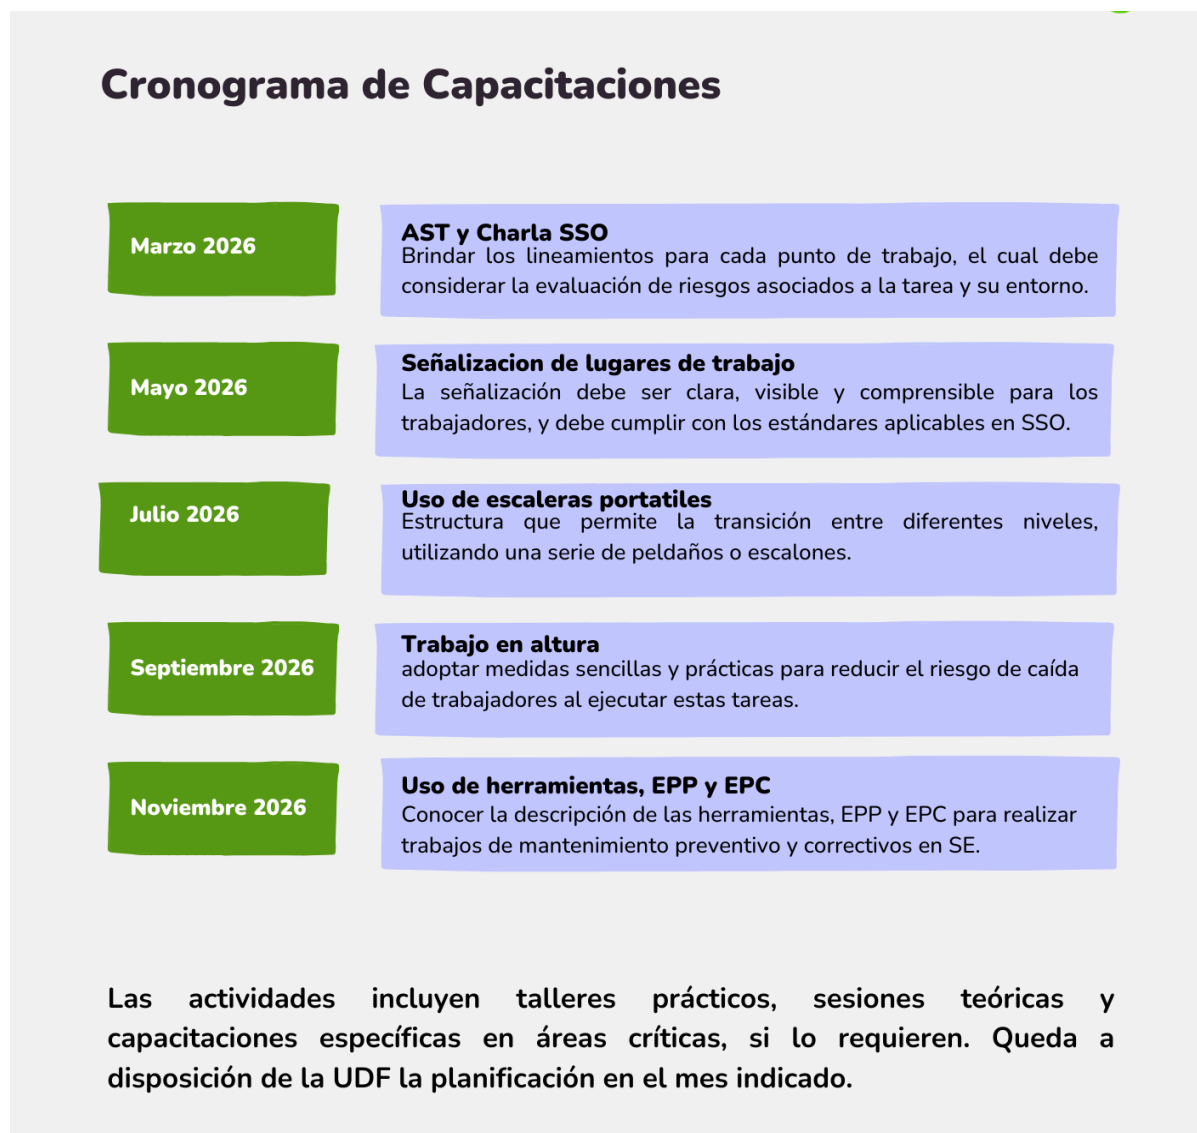 Cronograma de Capacitaciones
Marzo 2026
AST y Charla SSO
Brindar los lineamientos para cada punto de trabajo, el cual debe
considerar la evaluación de riesgos asociados a la tarea y su entorno.
Mayo 2026
Señalizacion de lugares de trabajo
La señalización debe ser clara, visible y comprensible para los
trabajadores, y debe cumplir con los estándares aplicables en SSO.
Julio 2026
Uso de escaleras portatiles
Estructura que permite la transición entre diferentes niveles,
utilizando una serie de peldaños o escalones.
Septiembre 2026
Trabajo en altura
adoptar medidas sencillas y prácticas para reducir el riesgo de caída
de trabajadores al ejecutar estas tareas.
Noviembre 2026
Uso de herramientas, EPP y EPC
Conocer la descripción de las herramientas, EPP y EPC para realizar
trabajos de mantenimiento preventivo y correctivos en SE.
Las actividades incluyen talleres prácticos, sesiones teóricas y
capacitaciones específicas en áreas críticas, si lo requieren. Queda a
disposición de la UDF la planificación en el mes indicado.